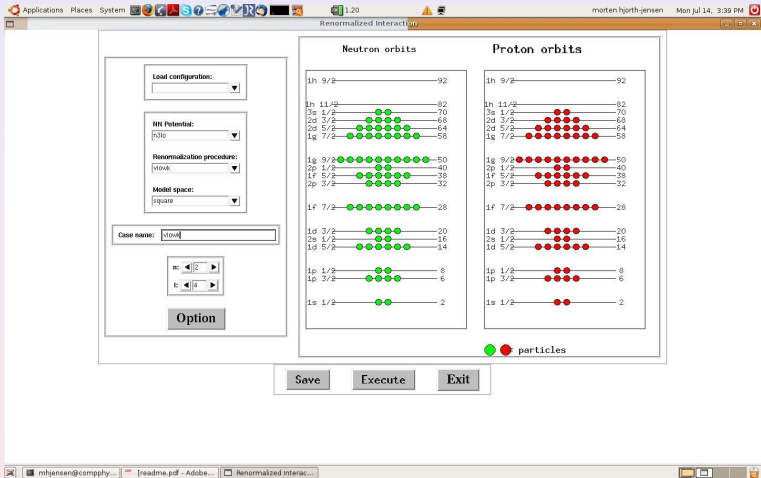 Applications Places System 1.20 morten hjorth-jensen Mon Jul 14, 3:39 PM
Renormalized Interaction
Load configuration:
NN Potential:
n3lo
Renormalization procedure:
vlowk
Model space:
square
Case name: vlowk
n: 2
l: 4
Option
Neutron orbits
1h 9/2 92
1h 11/2 82
3s 1/2 70
2d 3/2 68
2d 5/2 64
1g 7/2 58
1g 9/2 50
2p 1/2 40
1f 5/2 38
2p 3/2 32
1f 7/2 28
1d 3/2 20
2s 1/2 16
1d 5/2 14
1p 1/2 8
1p 3/2 6
1s 1/2 2
Proton orbits
1h 9/2 92
1h 11/2 82
3s 1/2 70
2d 3/2 68
2d 5/2 64
1g 7/2 58
1g 9/2 50
2p 1/2 40
1f 5/2 38
2p 3/2 32
1f 7/2 28
1d 3/2 20
2s 1/2 16
1d 5/2 14
1p 1/2 8
1p 3/2 6
1s 1/2 2
particles
Save Execute Exit
mhjensen@compphy... [readme.pdf - Adobe... Renormalized Interac...